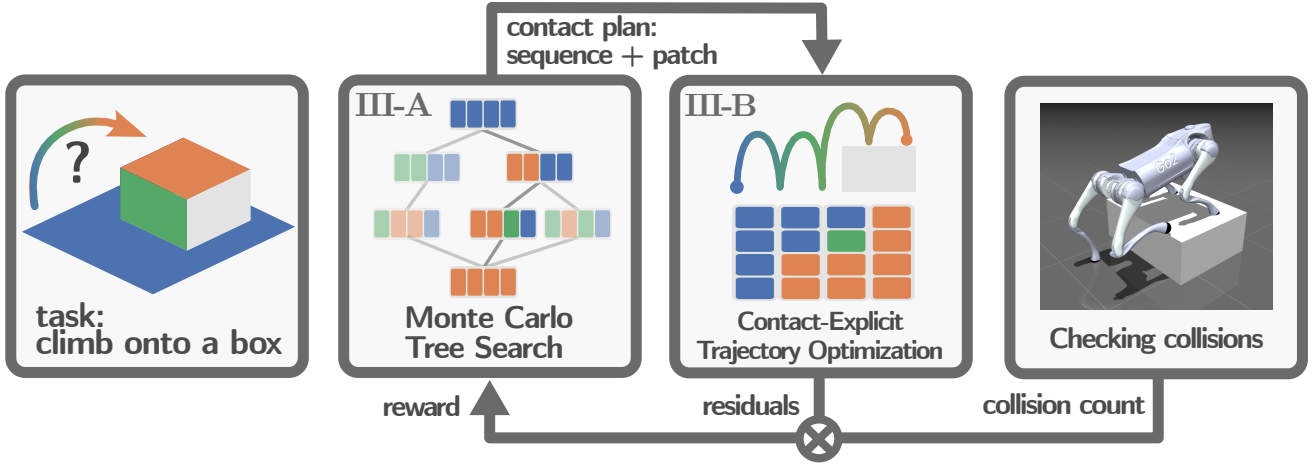 contact plan:
sequence + patch
?
task:
climb onto a box
III-A
Monte Carlo
Tree Search
III-B
Contact-Explicit
Trajectory Optimization
Go2
Checking collisions
reward
residuals
collision count